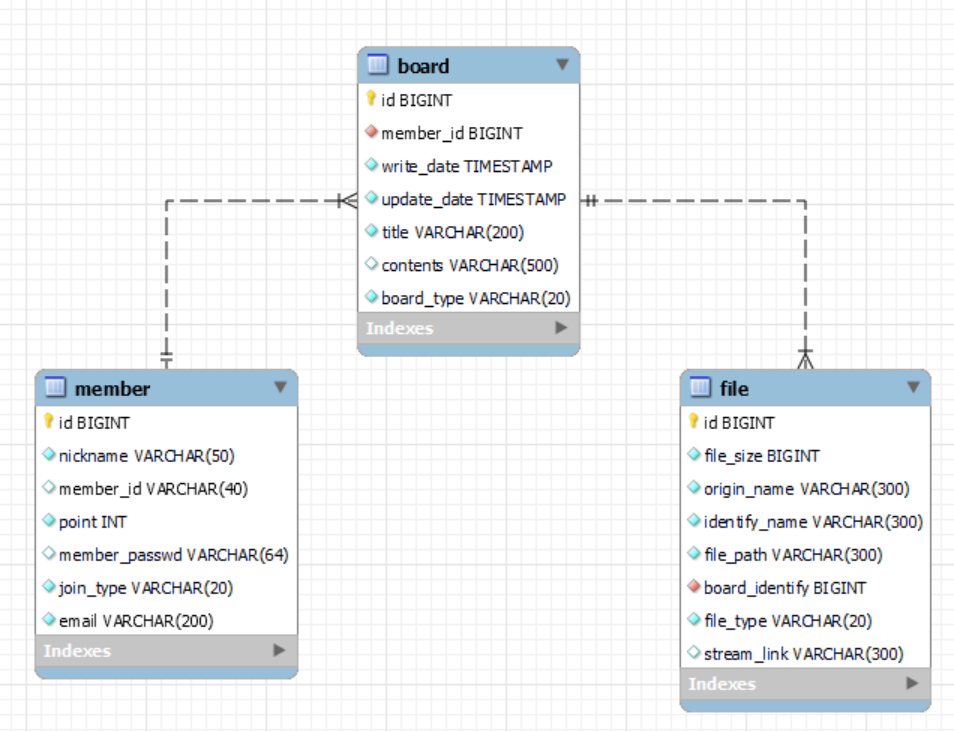 board
id BIGINT
member_id BIGINT
write_date TIMESTAMP
update_date TIMESTAMP
title VARCHAR(200)
contents VARCHAR(500)
board_type VARCHAR(20)
Indexes
member
id BIGINT
nickname VARCHAR(50)
member_id VARCHAR(40)
point INT
member_passwd VARCHAR(64)
join_type VARCHAR(20)
email VARCHAR(200)
Indexes
file
id BIGINT
file_size BIGINT
origin_name VARCHAR(300)
identify_name VARCHAR(300)
file_path VARCHAR(300)
board_identify BIGINT
file_type VARCHAR(20)
stream_link VARCHAR(300)
Indexes